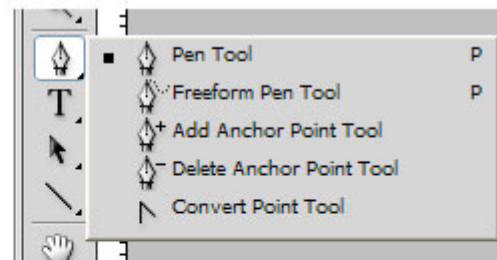 Pen Tool P
Freeform Pen Tool P
Add Anchor Point Tool
Delete Anchor Point Tool
Convert Point Tool
T